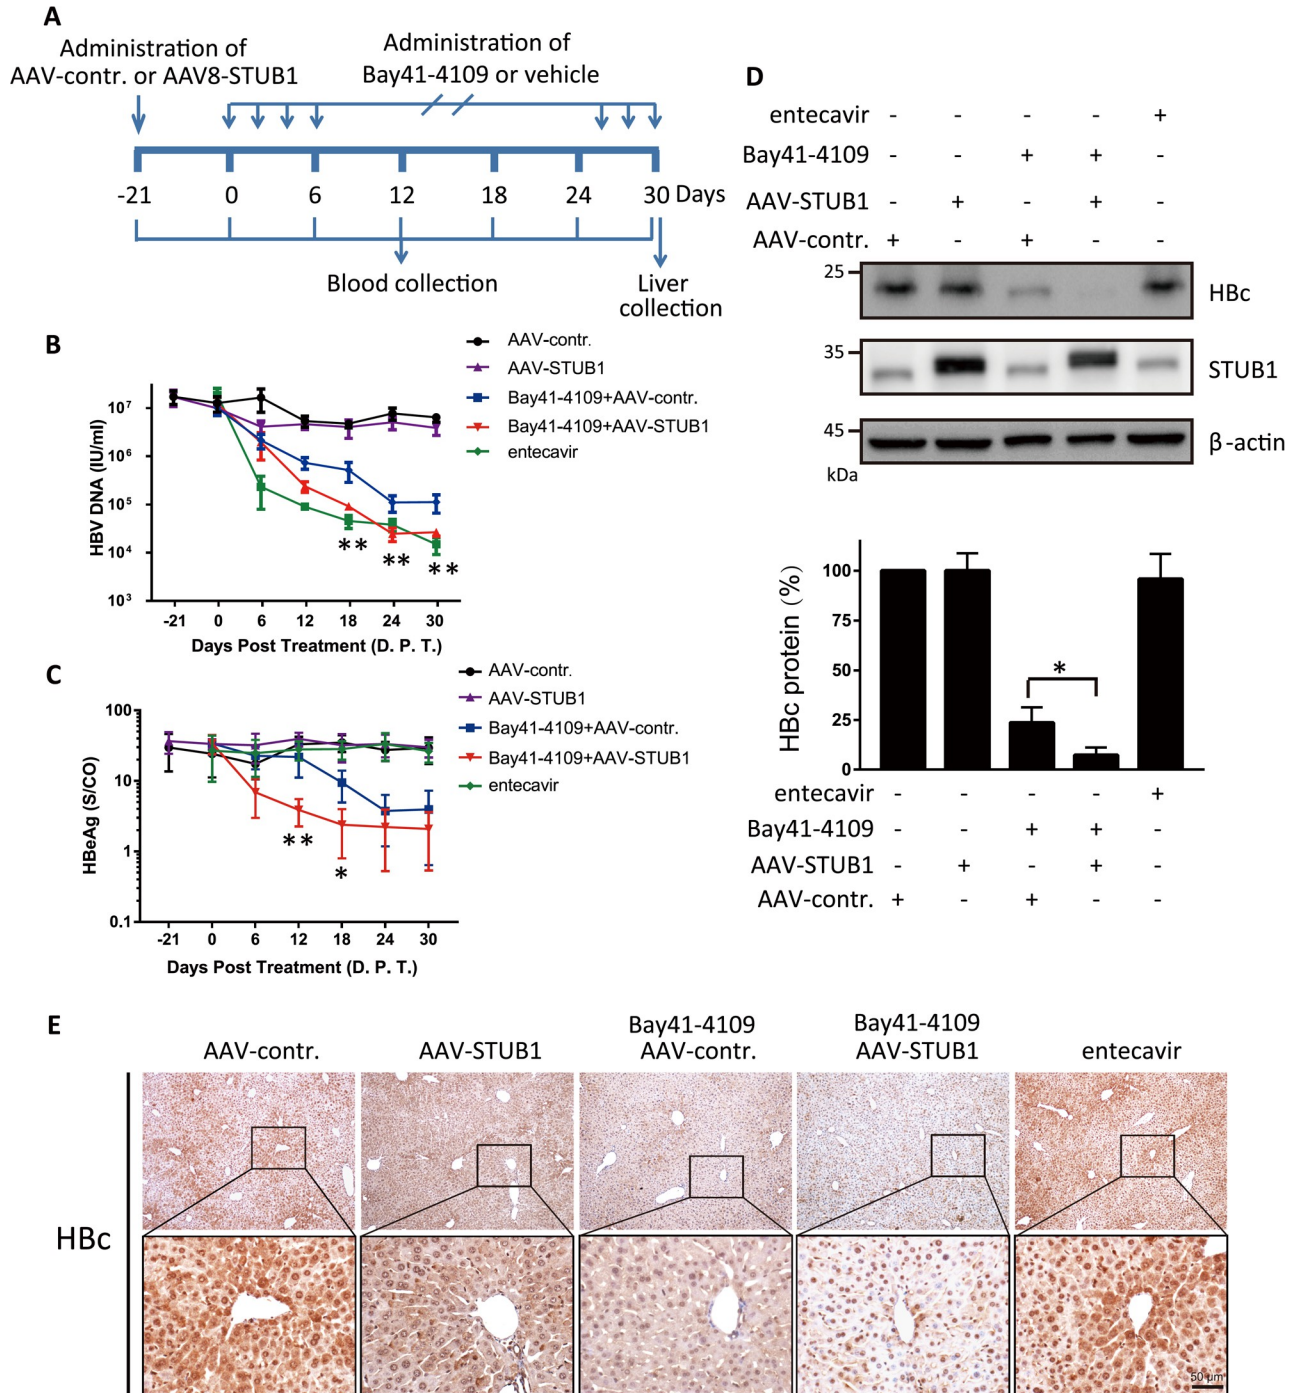 A
Administration of
AAV-contr. or AAV8-STUB1
Administration of
Bay41-4109 or vehicle
-21 0 6 12 18 24 30 Days
Blood collection
Liver
collection
B
AAV-contr.
AAV-STUB1
Bay41-4109+AAV-contr.
Bay41-4109+AAV-STUB1
entecavir
HBV DNA (IU/ml)
10⁷
10⁶
10⁵
10⁴
10³
** ** **
-21 0 6 12 18 24 30
Days Post Treatment (D. P. T.)
C
AAV-contr.
AAV-STUB1
Bay41-4109+AAV-contr.
Bay41-4109+AAV-STUB1
entecavir
HBeAg (S/CO)
100
10
1
0.1
** *
-21 0 6 12 18 24 30
Days Post Treatment (D. P. T.)
D
entecavir - - - - +
Bay41-4109 - - + + -
AAV-STUB1 - + - + -
AAV-contr. + - + - -
25 HBc
35 STUB1
45 β-actin
kDa
HBc protein (%)
100
75
50
25
0
*
entecavir - - - - +
Bay41-4109 - - + + -
AAV-STUB1 - + - + -
AAV-contr. + - + - -
E
AAV-contr.
AAV-STUB1
Bay41-4109
AAV-contr.
Bay41-4109
AAV-STUB1
entecavir
HBc
50 μm